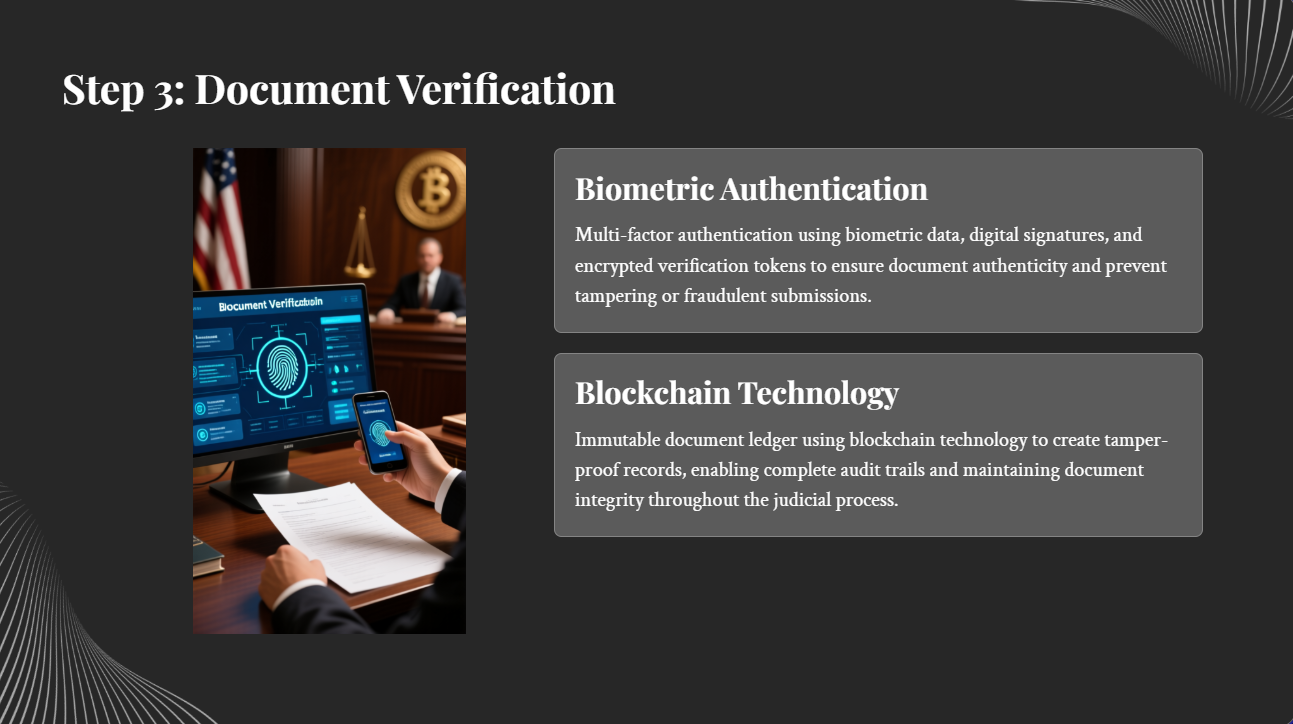 Step 3: Document Verification
Biocument Verificatioin
Biometric Authentication
Multi-factor authentication using biometric data, digital signatures, and
encrypted verification tokens to ensure document authenticity and prevent
tampering or fraudulent submissions.
Blockchain Technology
Immutable document ledger using blockchain technology to create tamper-
proof records, enabling complete audit trails and maintaining document
integrity throughout the judicial process.